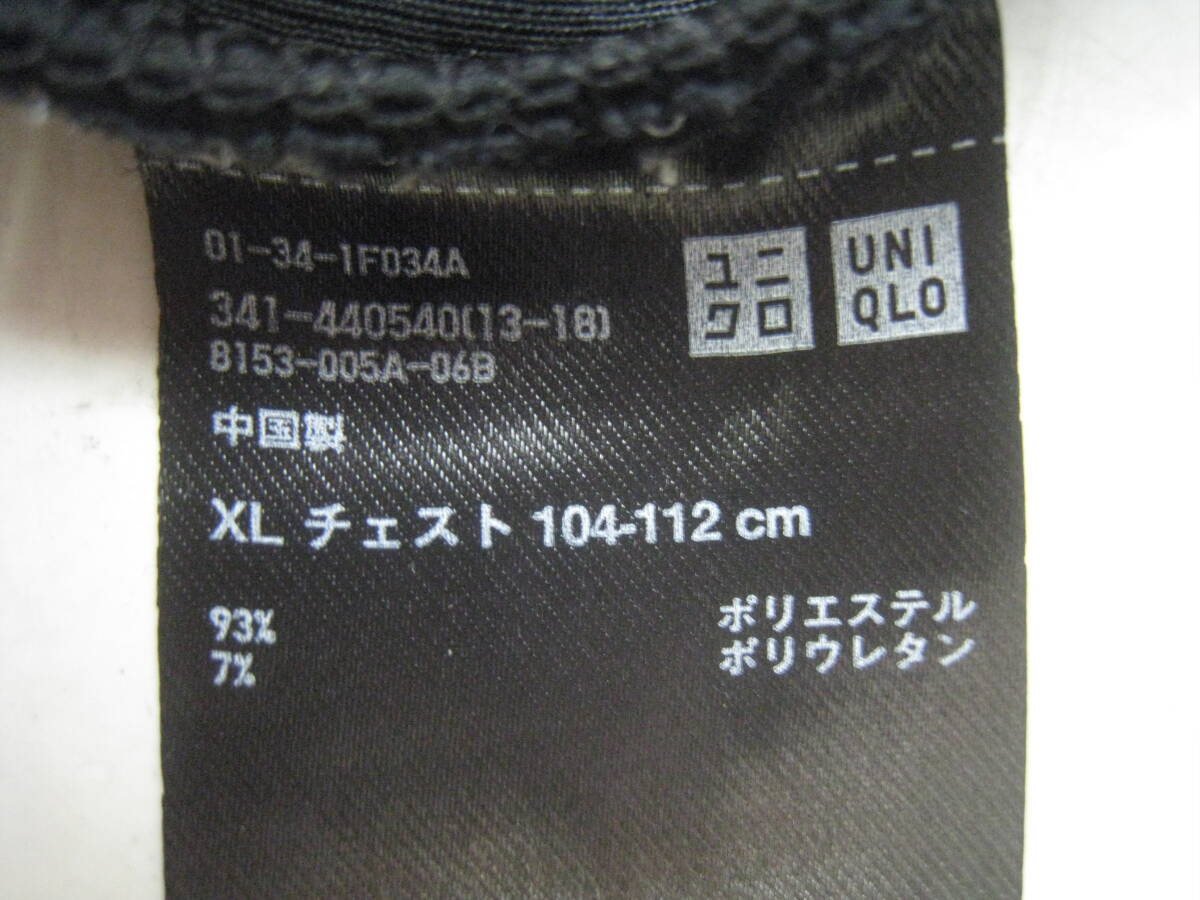 01-34-1F034A
341-440540(13-18)
8153-005A-06B
ユニ
クロ
UNI
QLO
中国製
XL チェスト 104-112 cm
93% ポリエステル
7% ポリウレタン